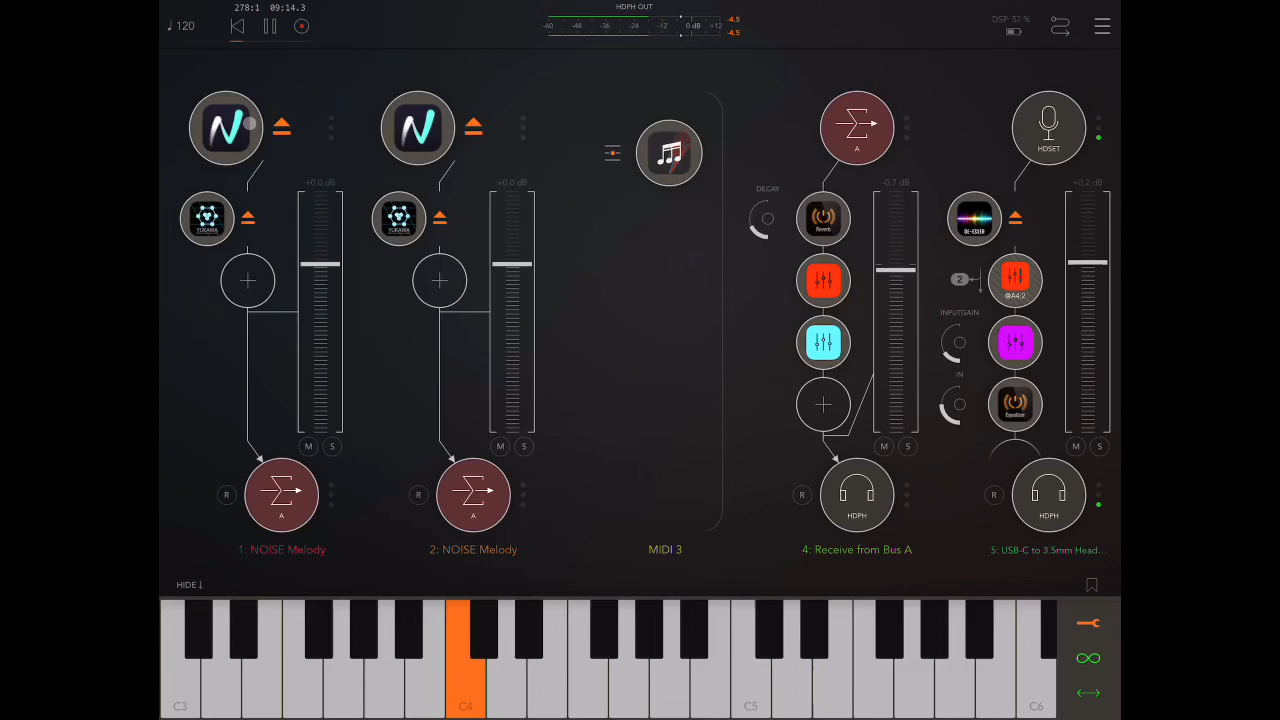 278:1 09:14.3
♩ 120
HDPH OUT
-60 -48 -36 -24 -12 0 dB +12
-4.5
-4.5
DSP: 57 %
N
N
A
HDSET
YUKAWA
YUKAWA
+0.0 dB
+0.0 dB
DECAY
-0.7 dB
+0.2 dB
Reverb
DE-ESSER
2
@A4:2
INPUTGAIN
IN
Equalizer
M S
M S
M S
M S
R
A
R
A
R
HDPH
R
HDPH
1: NOISE Melody
2: NOISE Melody
MIDI 3
4: Receive from Bus A
5: USB-C to 3.5mm Head...
HIDE↓
C3
C4
C5
C6